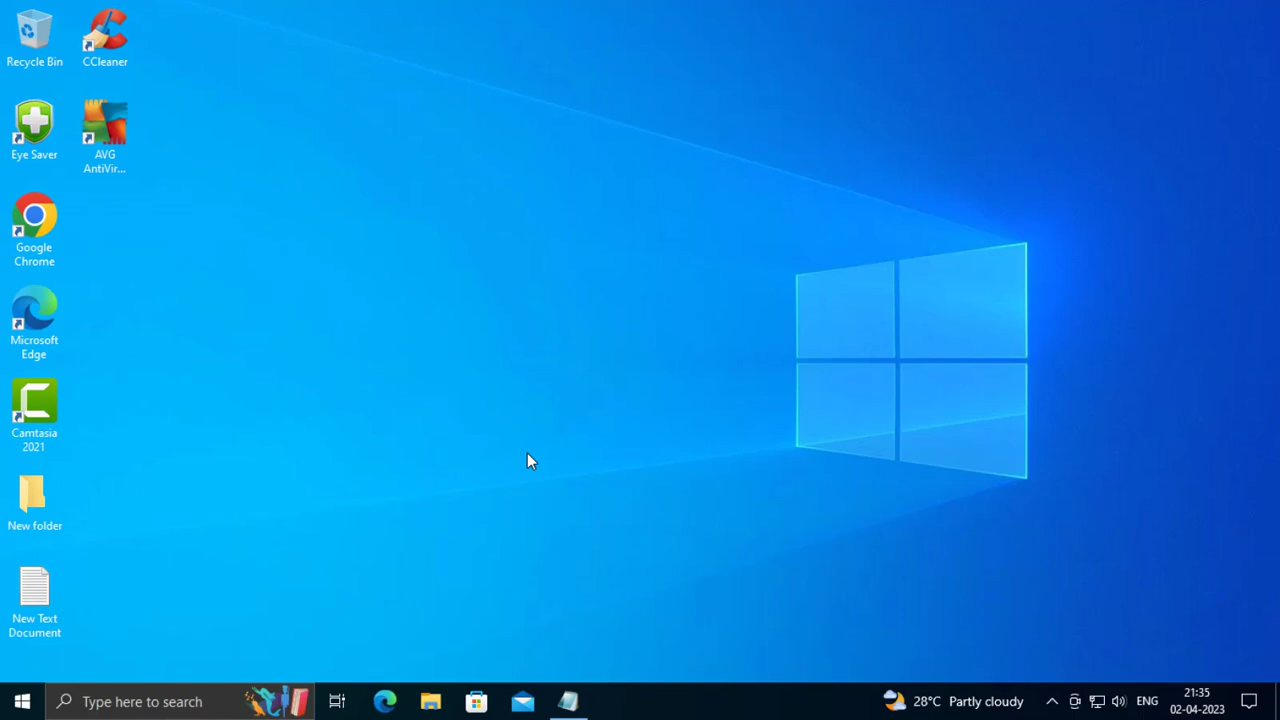 Recycle Bin
CCleaner
Eye Saver
AVG
AntiVir...
Google
Chrome
Microsoft
Edge
Camtasia
2021
New folder
New Text
Document
Type here to search
28°C Partly cloudy
ENG
21:35
02-04-2023